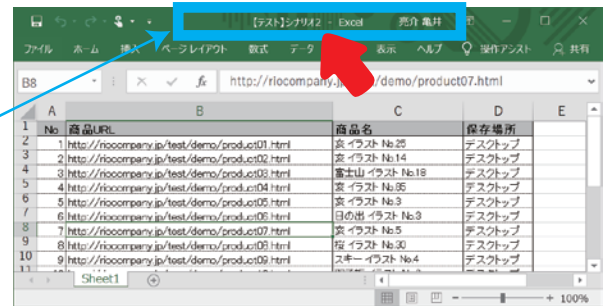 【テスト】シナリオ2 - Excel 亮介 亀井
ファイル ホーム 挿入 ページレイアウト 数式 データ 表示 ヘルプ 操作アシスト 共有
B8 fx http://riocompany.jp/ /demo/product07.html
A B C D E
1 No 商品URL 商品名 保存場所
2 1 http://riocompany.jp/test/demo/product01.html 亥 イラスト No.25 デスクトップ
3 2 http://riocompany.jp/test/demo/product02.html 亥 イラスト No.14 デスクトップ
4 3 http://riocompany.jp/test/demo/product03.html 富士山 イラスト No.18 デスクトップ
5 4 http://riocompany.jp/test/demo/product04.html 亥 イラスト No.85 デスクトップ
6 5 http://riocompany.jp/test/demo/product05.html 亥 イラスト No.3 デスクトップ
7 6 http://riocompany.jp/test/demo/product06.html 日の出 イラスト No.3 デスクトップ
8 7 http://riocompany.jp/test/demo/product07.html 亥 イラスト No.5 デスクトップ
9 8 http://riocompany.jp/test/demo/product08.html 桜 イラスト No.30 デスクトップ
10 9 http://riocompany.jp/test/demo/product09.html スキー イラスト No.4 デスクトップ
11
Sheet1
100%